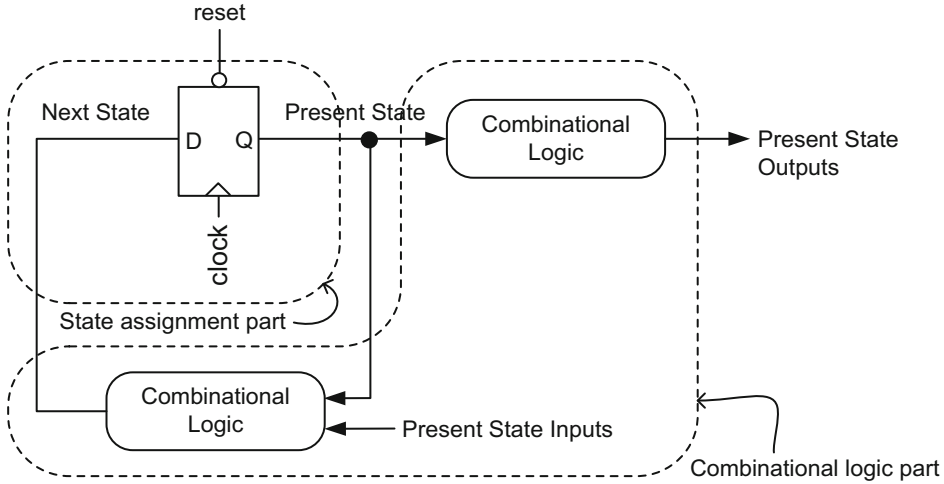 reset
Next State
Present State
D
Q
clock
Combinational
Logic
Present State
Outputs
State assignment part
Combinational
Logic
Present State Inputs
Combinational logic part